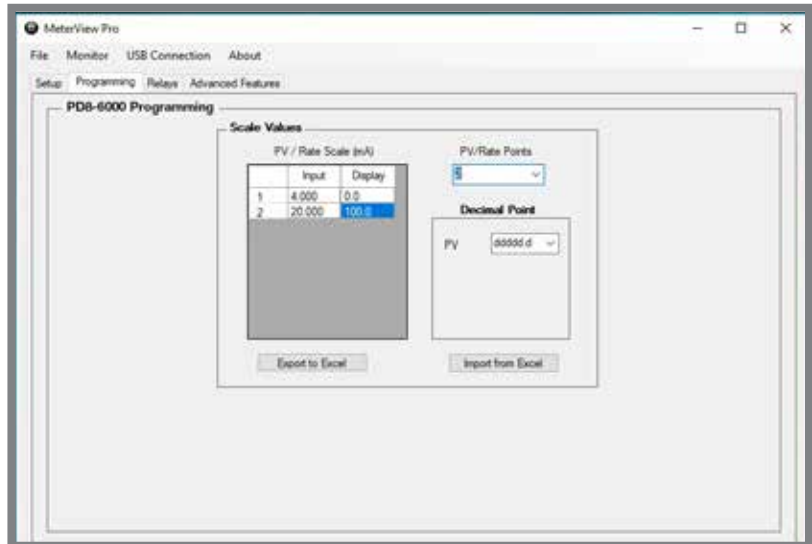 MeterView Pro
File Monitor USB Connection About
Setup Programming Relays Advanced Features
PD8-6000 Programming
Scale Values
PV / Rate Scale (mA)
PV/Rate Points
Input Display
1 4.000 0.0
2 20.000 100.0
Decimal Point
PV ddddd.d
Export to Excel
Import from Excel